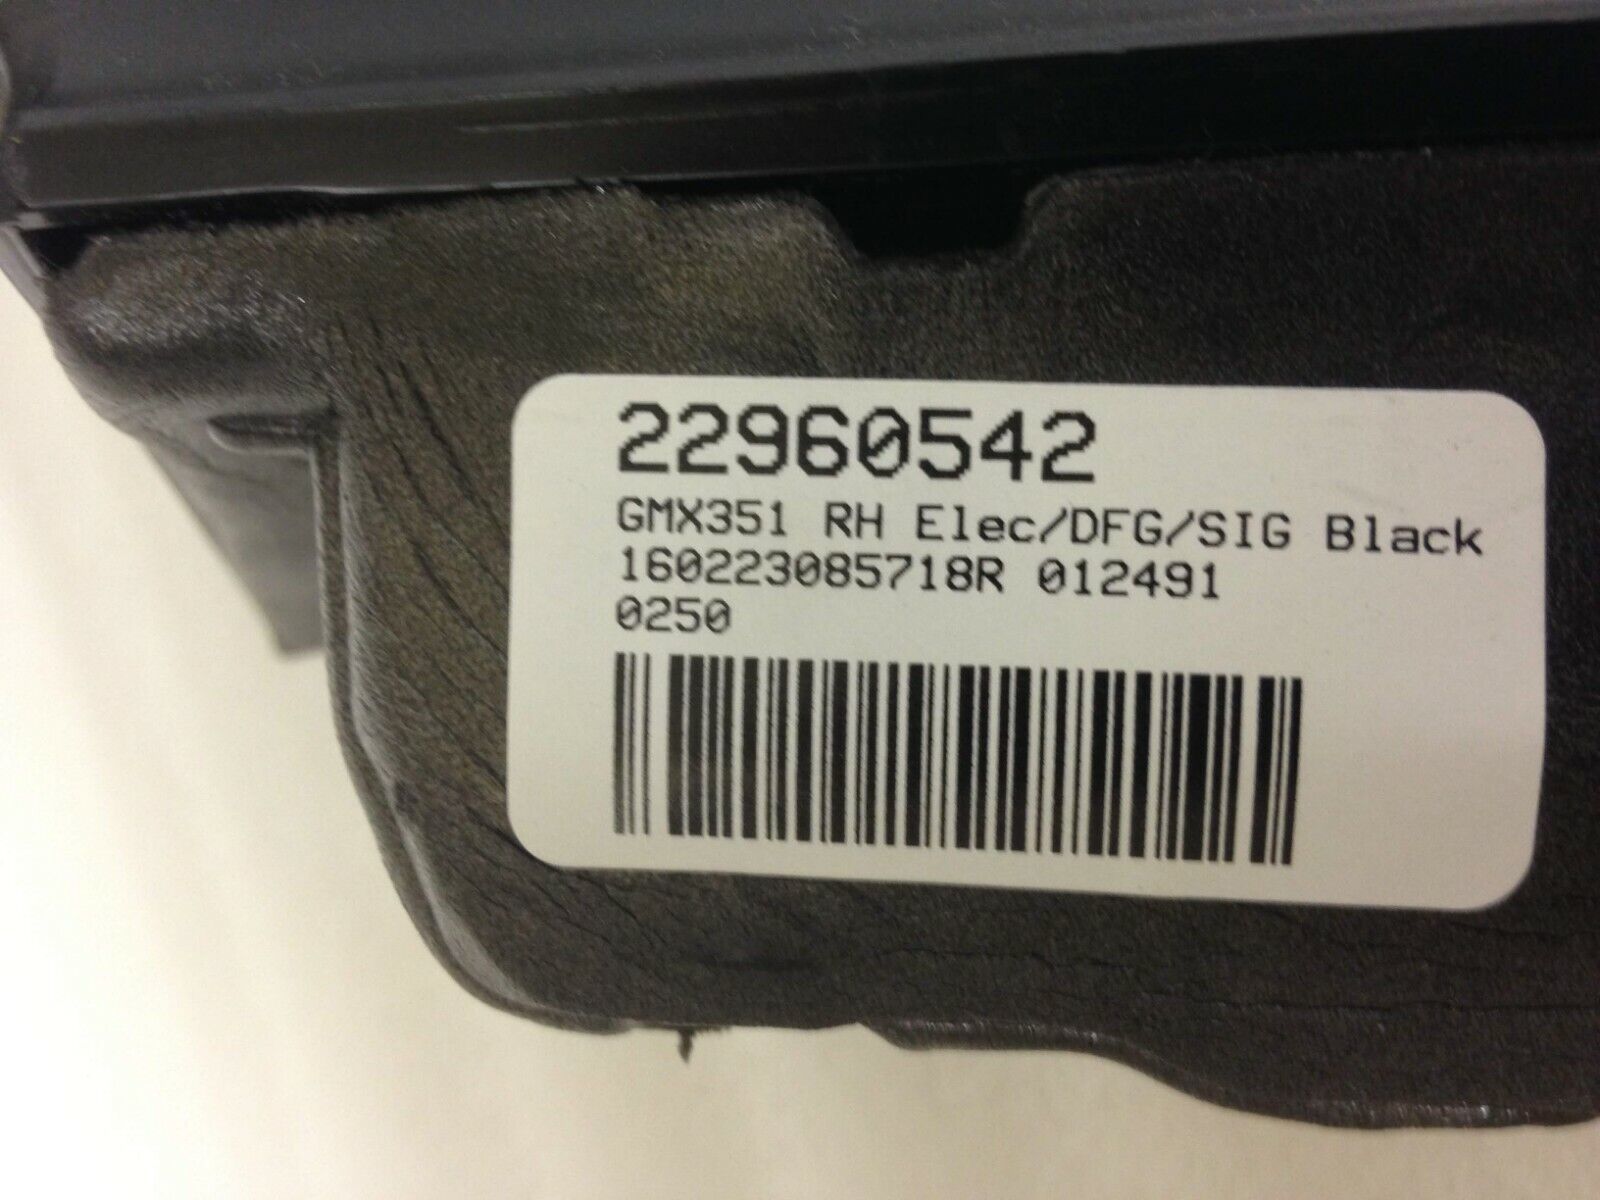 22960542
GMX351 RH Elec/DFG/SIG Black
160223085718R 012491
0250